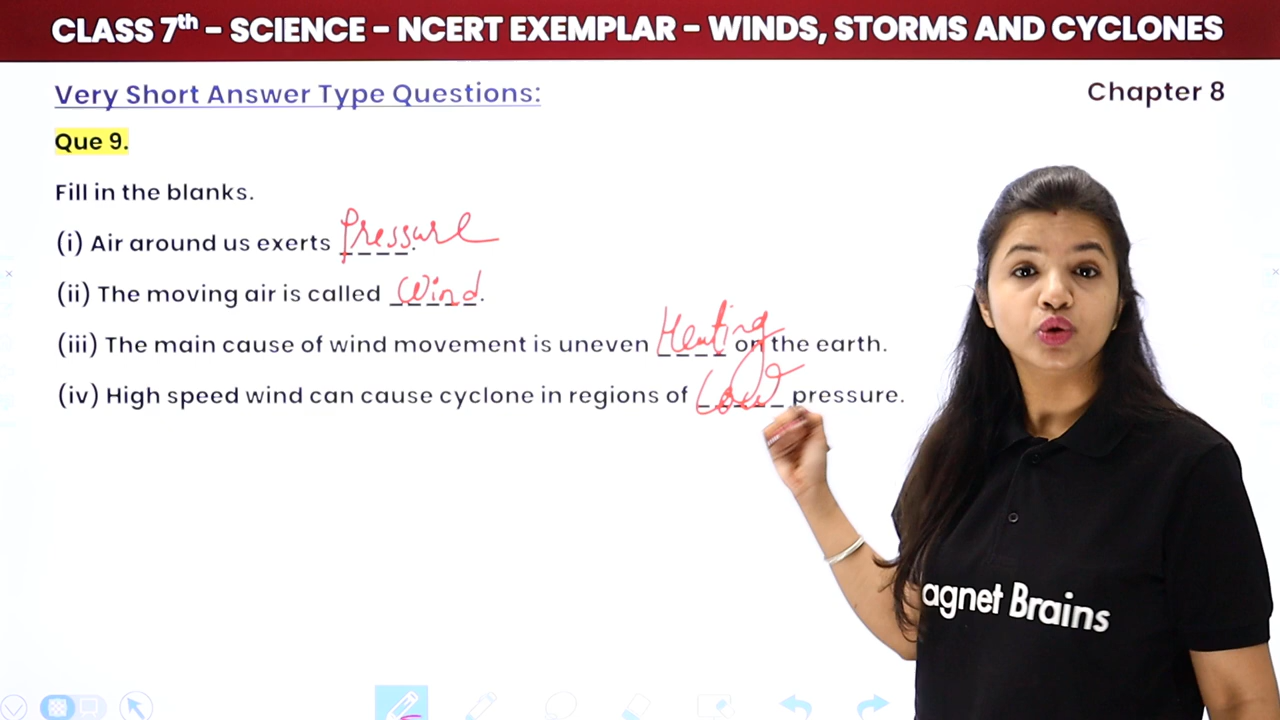 CLASS 7th - SCIENCE - NCERT EXEMPLAR - WINDS, STORMS AND CYCLONES
Very Short Answer Type Questions:
Chapter 8
Que 9.
Fill in the blanks.
(i) Air around us exerts Pressure.
(ii) The moving air is called Wind.
(iii) The main cause of wind movement is uneven Heating on the earth.
(iv) High speed wind can cause cyclone in regions of Low pressure.
agnet Brains